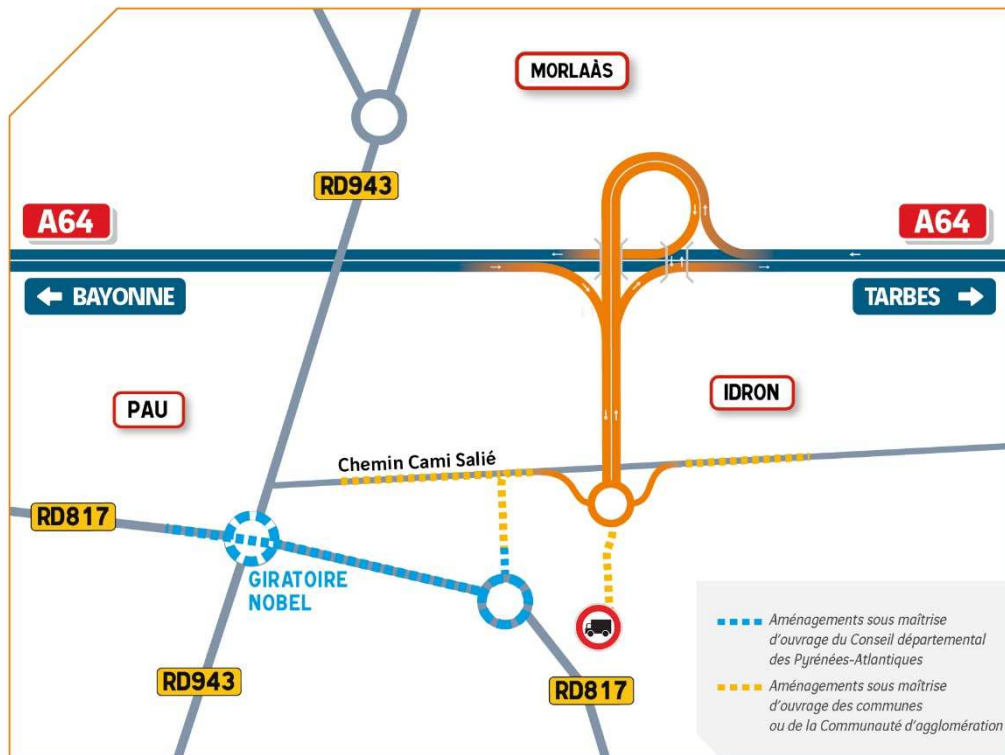 MORLAÀS
RD943
A64
A64
← BAYONNE
TARBES →
PAU
IDRON
Chemin Cami Salié
RD817
GIRATOIRE
NOBEL
RD943
RD817
Aménagements sous maîtrise
d'ouvrage du Conseil départemental
des Pyrénées-Atlantiques
Aménagements sous maîtrise
d'ouvrage des communes
ou de la Communauté d'agglomération